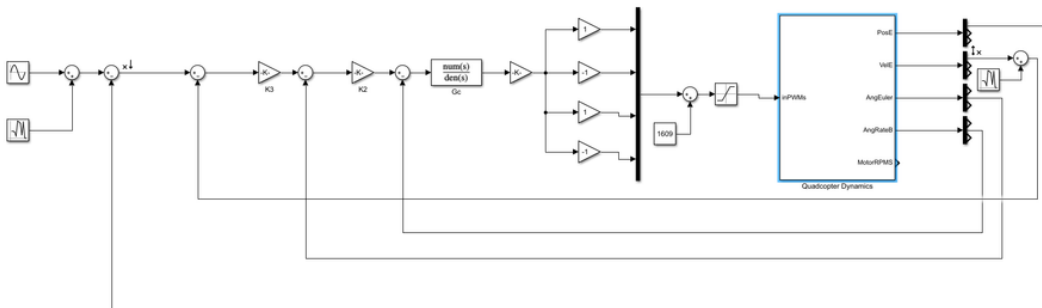 PosE
1
x
x
VelE
-K-
-K-
num(s)
den(s)
-K-
-1
K3
K2
Gc
inPWMs
AngEuler
1
1609
AngRateB
-1
MotorRPMS
Quadcopter Dynamics